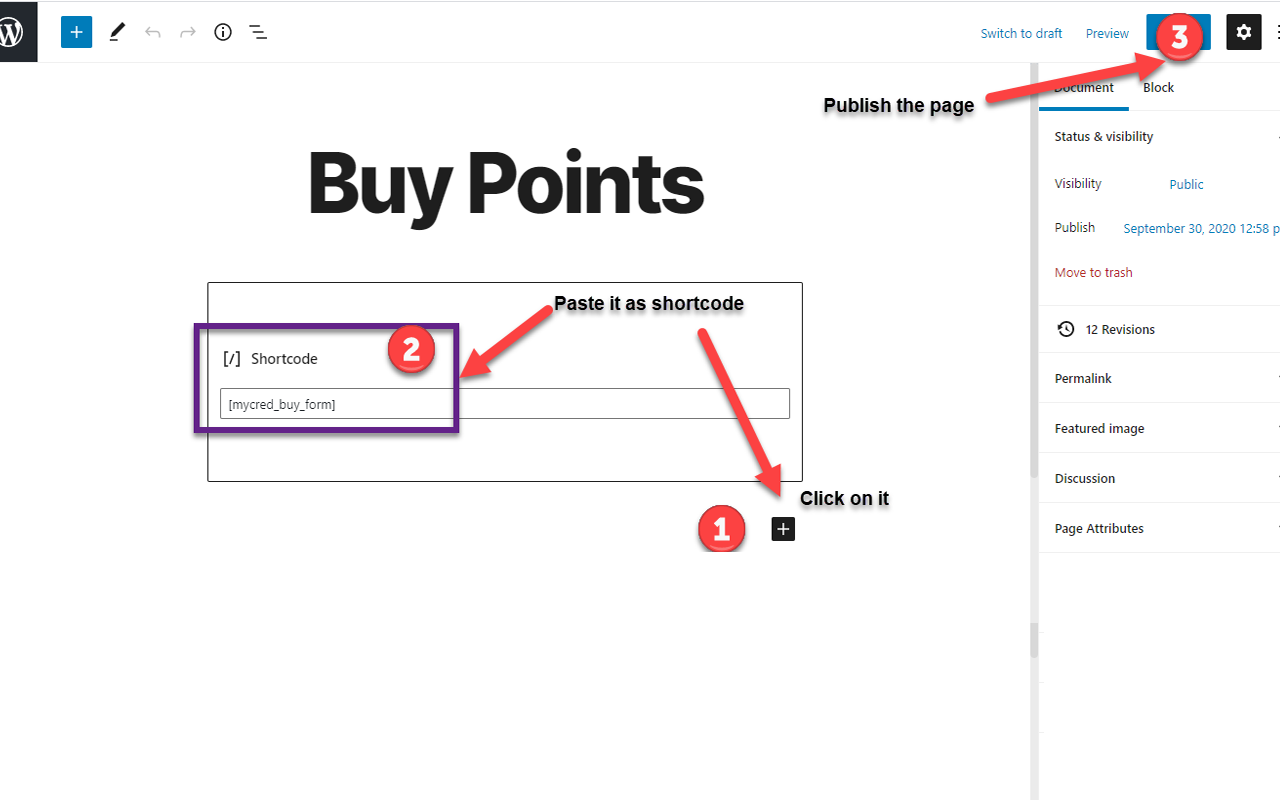 Switch to draft
Preview
3
Publish the page
Document
Block
Status & visibility
Buy Points
Visibility
Public
Publish
September 30, 2020 12:58 p
Move to trash
Paste it as shortcode
12 Revisions
2
[/] Shortcode
Permalink
[mycred_buy_form]
Featured image
Discussion
Click on it
1
Page Attributes